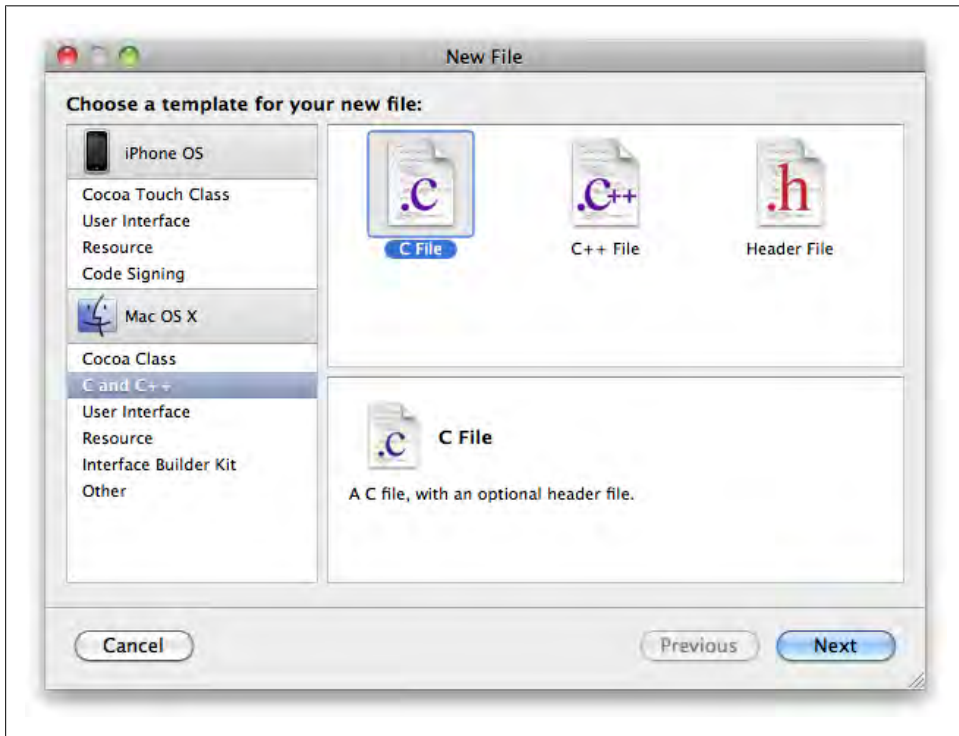 New File
Choose a template for your new file:
iPhone OS
Cocoa Touch Class
User Interface
Resource
Code Signing
Mac OS X
Cocoa Class
C and C++
User Interface
Resource
Interface Builder Kit
Other
.c
.c++
.h
C File
C++ File
Header File
.c
C File
A C file, with an optional header file.
Cancel
Previous
Next